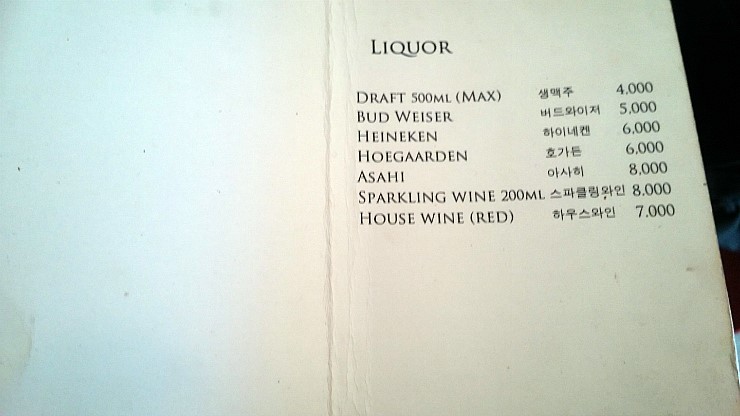 LIQUOR
DRAFT 500ML (MAX) 생맥주 4,000
BUD WEISER 버드와이저 5,000
HEINEKEN 하이네켄 6,000
HOEGAARDEN 호가든 6,000
ASAHI 아사히 8,000
SPARKLING WINE 200ML 스파클링와인 8,000
HOUSE WINE (RED) 하우스와인 7,000